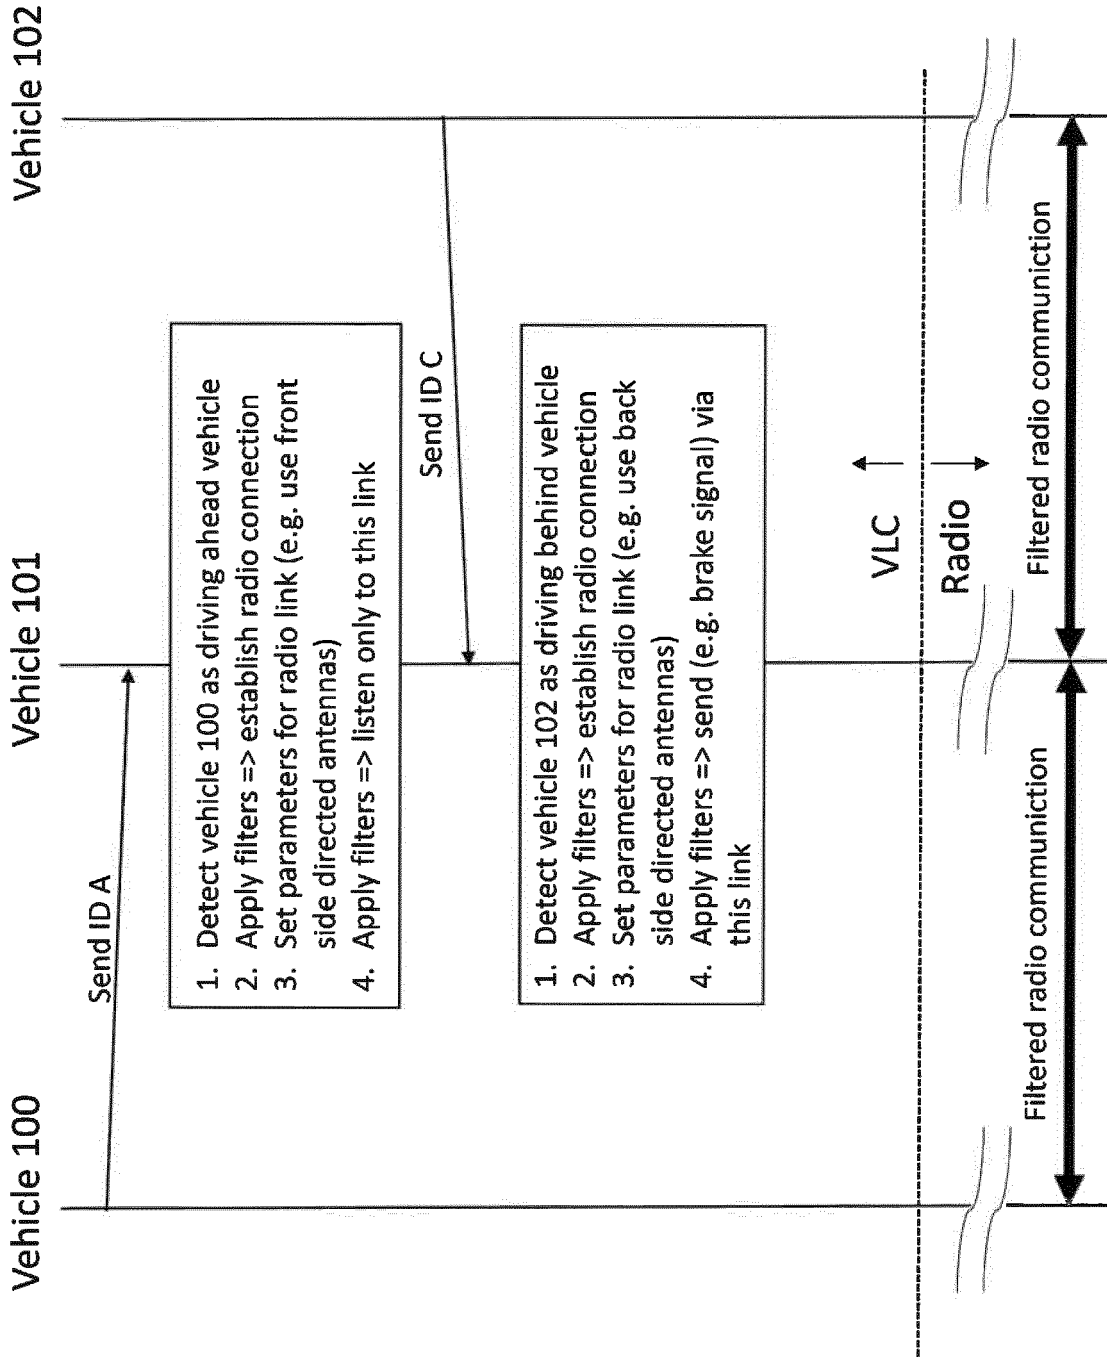 Vehicle 100
Vehicle 101
Vehicle 102
Send ID A
1. Detect vehicle 100 as driving ahead vehicle
2. Apply filters => establish radio connection
3. Set parameters for radio link (e.g. use front
side directed antennas)
4. Apply filters => listen only to this link
Send ID C
1. Detect vehicle 102 as driving behind vehicle
2. Apply filters => establish radio connection
3. Set parameters for radio link (e.g. use back
side directed antennas)
4. Apply filters => send (e.g. brake signal) via
this link
VLC
Radio
Filtered radio communiction
Filtered radio communiction